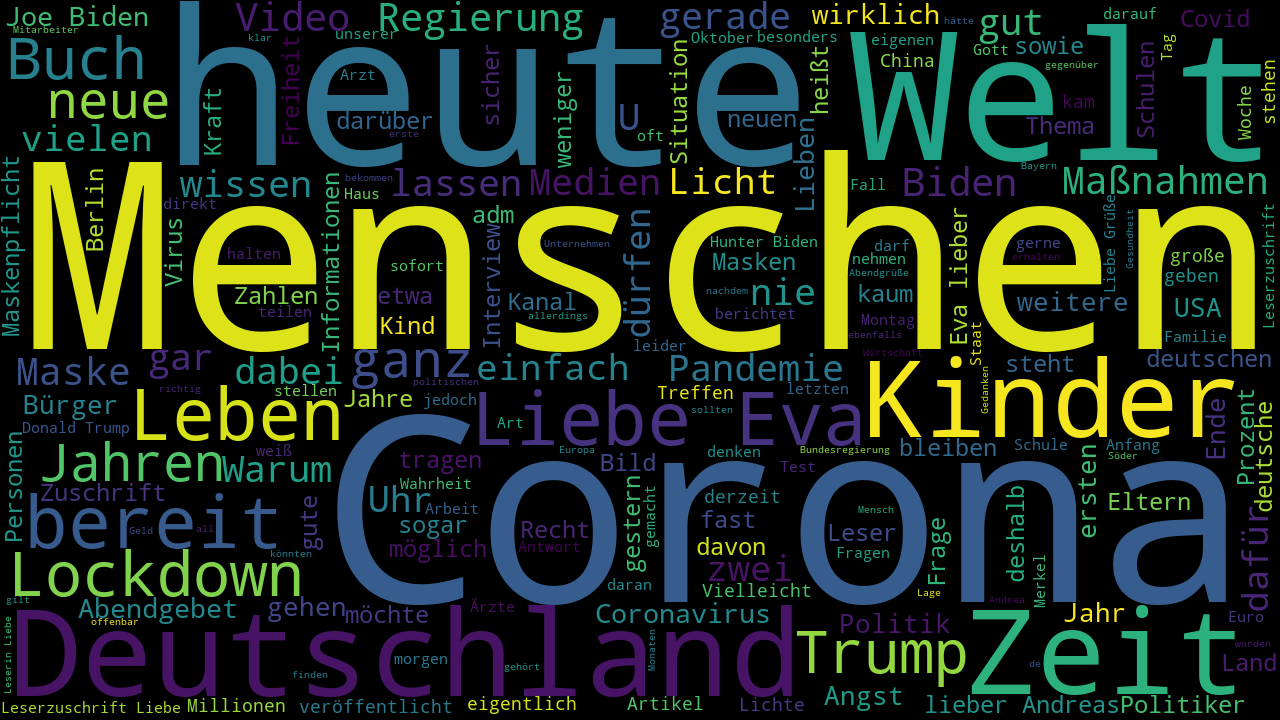 Joe Biden
Mitarbeiter
Video
klar
unserer
Regierung
gerade
Oktober
besonders
wirklich
hätte
gut
darauf
Covid
Gott
sowie
gegenüber
Tag
Buch
heute
Welt
eigenen
China
neue
vielen
Kraft
Freiheit
Arzt
darüber
erste
sicher
weniger
U
oft
Situation
neuen
heißt
Lieben
kam
Thema
Schulen
Woche
stehen
Bayern
Menschen
Maskenpflicht
Berlin
wissen
direkt
Virus
halten
Zahlen
teilen
Informationen
bekommen
Haus
lassen
adm
sofort
etwa
Kind
Interview
Medien
Unternehmen
Kanal
allerdings
dürfen
leider
Licht
Hunter Biden
Masken
nachdem
nie
berichtet
Fall
Biden
darf
nehmen
Abendgrüße
kaum
Montag
ebenfalls
Wirtschaft
Eva lieber
Staat
gerne
erhalten
weitere
Maßnahmen
Liebe Grüße
Gesundheit
große
geben
USA
Familie
Leserzuschrift
Maske
gar
richtig
dabei
stellen
ganz
politischen
Jahre
jedoch
einfach
Pandemie
Treffen
sollten
letzten
Kinder
Gedanken
steht
deutschen
Bürger
Donald Trump
Leben
Liebe Eva
Art
Europa
denken
Bundesregierung
bleiben
Schule
Anfang
Söder
Ende
Prozent
deutsche
Personen
Jahren
weiß
Warum
Zuschrift
bereit
Geld
all
gute
könnten
Corona
tragen
Wahrheit
Uhr
Arbeit
sogar
möglich
Bild
Recht
Antwort
gestern
gemacht
daran
derzeit
fast
davon
zwei
Vielleicht
Test
Mensch
Leser
Fragen
Frage
Lage
deshalb
ersten
Merkel
Eltern
dafür
Lockdown
gilt
Abendgebet
offenbar
gehen
möchte
Ärzte
Coronavirus
Politik
Andrea
Jahr
Euro
worden
Land
Leserin Liebe
Deutschland
finden
morgen
gehört
Monaten
Trump
Zeit
de
Leserzuschrift Liebe
Millionen
veröffentlicht
eigentlich
Artikel
Lichte
Angst
lieber Andreas
Politiker